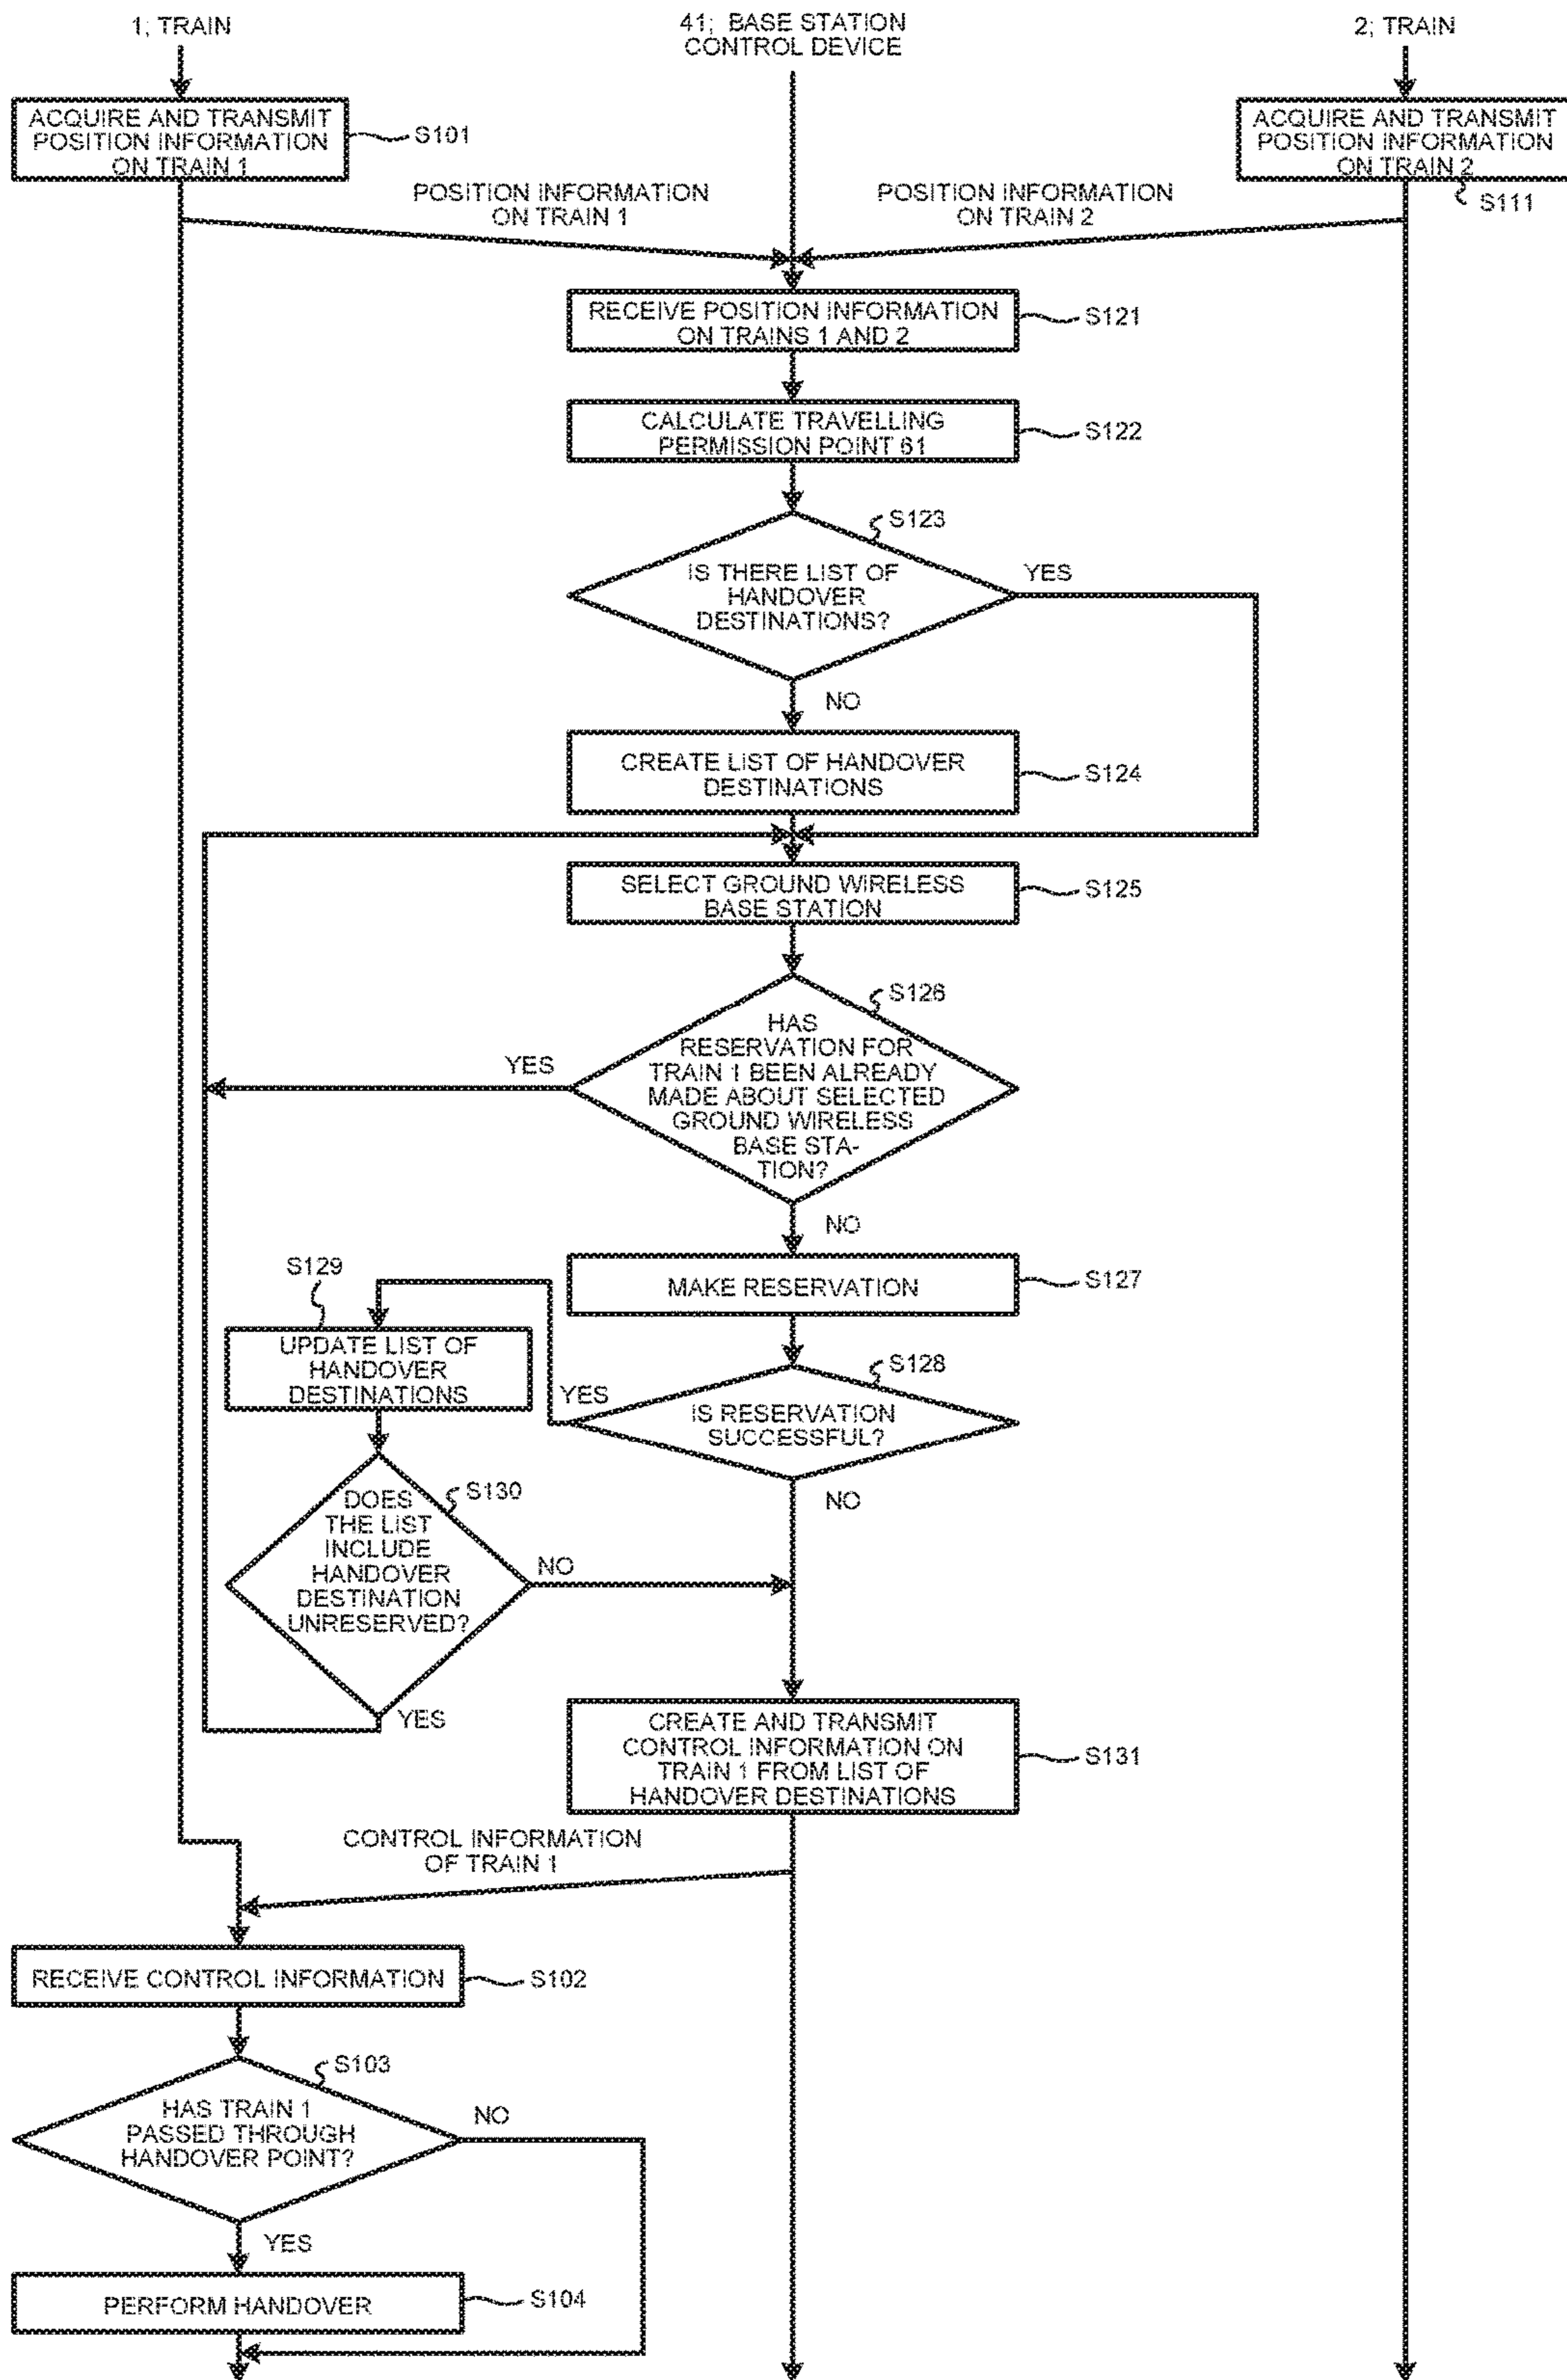 1; TRAIN
41; BASE STATION
CONTROL DEVICE
2; TRAIN
ACQUIRE AND TRANSMIT
POSITION INFORMATION
ON TRAIN 1
S101
ACQUIRE AND TRANSMIT
POSITION INFORMATION
ON TRAIN 2
S111
POSITION INFORMATION
ON TRAIN 1
POSITION INFORMATION
ON TRAIN 2
RECEIVE POSITION INFORMATION
ON TRAINS 1 AND 2
S121
CALCULATE TRAVELLING
PERMISSION POINT 61
S122
S123
IS THERE LIST OF
HANDOVER
DESTINATIONS?
YES
NO
CREATE LIST OF HANDOVER
DESTINATIONS
S124
SELECT GROUND WIRELESS
BASE STATION
S125
S126
HAS
RESERVATION FOR
TRAIN 1 BEEN ALREADY
MADE ABOUT SELECTED
GROUND WIRELESS
BASE STA-
TION?
YES
NO
S129
MAKE RESERVATION
S127
UPDATE LIST OF
HANDOVER
DESTINATIONS
S128
YES
IS RESERVATION
SUCCESSFUL?
NO
S130
DOES
THE LIST
INCLUDE
HANDOVER
DESTINATION
UNRESERVED?
NO
YES
CREATE AND TRANSMIT
CONTROL INFORMATION ON
TRAIN 1 FROM LIST OF
HANDOVER DESTINATIONS
S131
CONTROL INFORMATION
OF TRAIN 1
RECEIVE CONTROL INFORMATION
S102
S103
HAS TRAIN 1
PASSED THROUGH
HANDOVER POINT?
NO
YES
PERFORM HANDOVER
S104